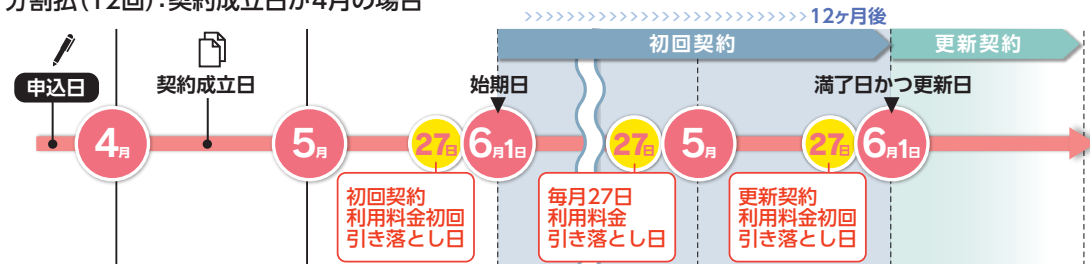 分割払（12回）：契約成立日が4月の場合
>>>>>>>>>>>>>>>>>>>>>>>>>>>> 12ヶ月後
初回契約
更新契約
申込日
契約成立日
始期日
満了日かつ更新日
4月
5月
27日
6月1日
27日
5月
27日
6月1日
初回契約
利用料金初回
引き落とし日
毎月27日
利用料金
引き落とし日
更新契約
利用料金初回
引き落とし日